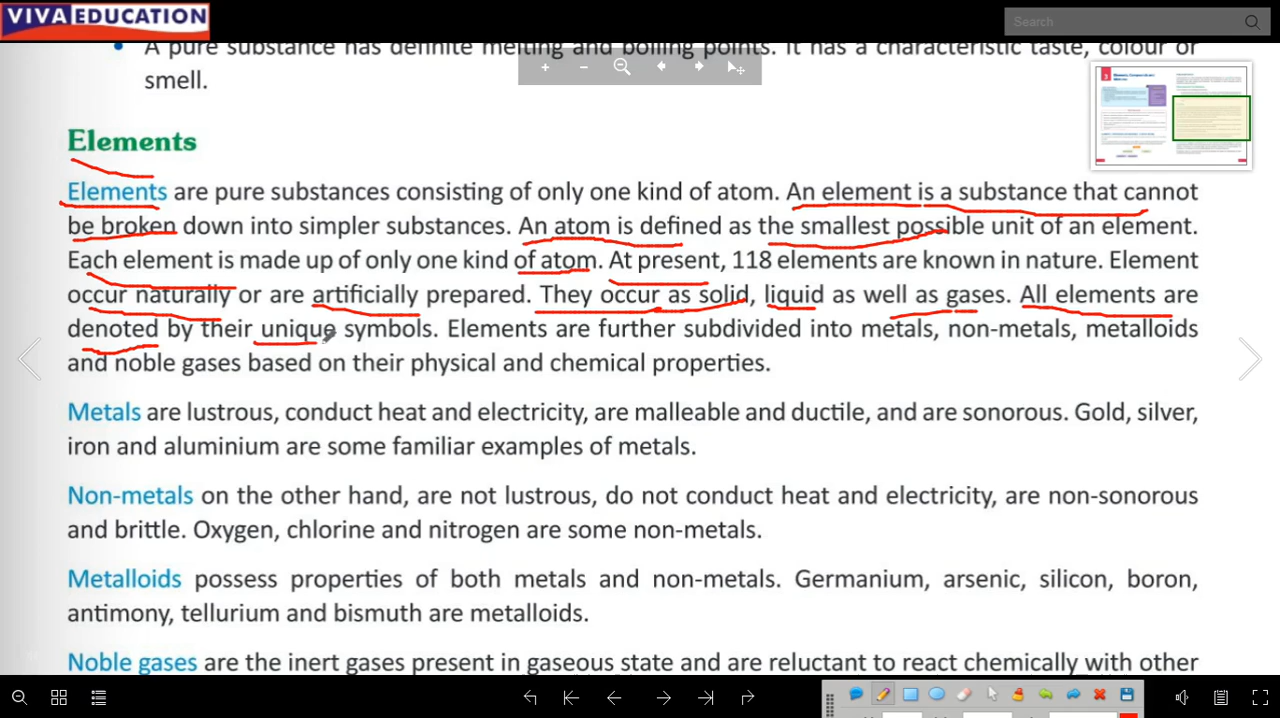 VIVA EDUCATION
Search
A pure substance has definite melting and boiling points. It has a characteristic taste, colour or
smell.
Elements
Elements are pure substances consisting of only one kind of atom. An element is a substance that cannot
be broken down into simpler substances. An atom is defined as the smallest possible unit of an element.
Each element is made up of only one kind of atom. At present, 118 elements are known in nature. Element
occur naturally or are artificially prepared. They occur as solid, liquid as well as gases. All elements are
denoted by their unique symbols. Elements are further subdivided into metals, non-metals, metalloids
and noble gases based on their physical and chemical properties.
Metals are lustrous, conduct heat and electricity, are malleable and ductile, and are sonorous. Gold, silver,
iron and aluminium are some familiar examples of metals.
Non-metals on the other hand, are not lustrous, do not conduct heat and electricity, are non-sonorous
and brittle. Oxygen, chlorine and nitrogen are some non-metals.
Metalloids possess properties of both metals and non-metals. Germanium, arsenic, silicon, boron,
antimony, tellurium and bismuth are metalloids.
Noble gases are the inert gases present in gaseous state and are reluctant to react chemically with other